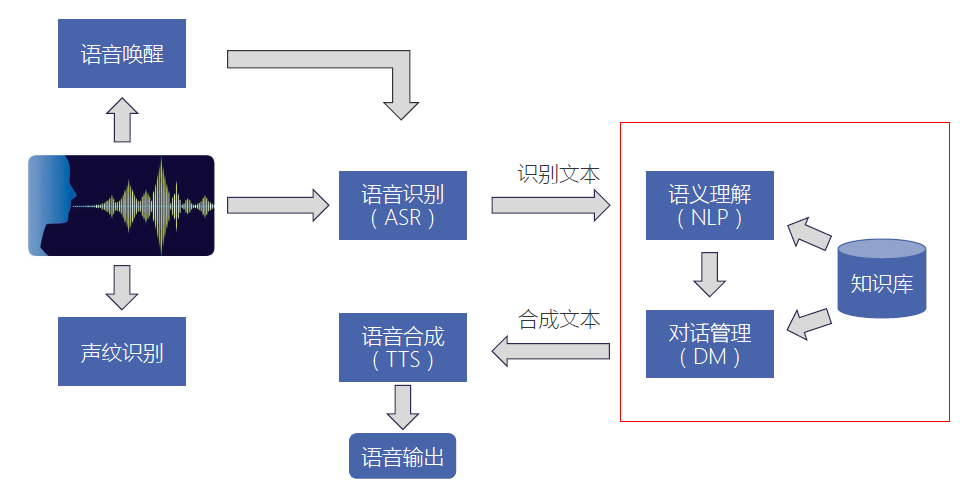 语音唤醒
语音识别
（ASR）
识别文本
语义理解
（NLP）
知识库
声纹识别
语音合成
（TTS）
合成文本
对话管理
（DM）
语音输出